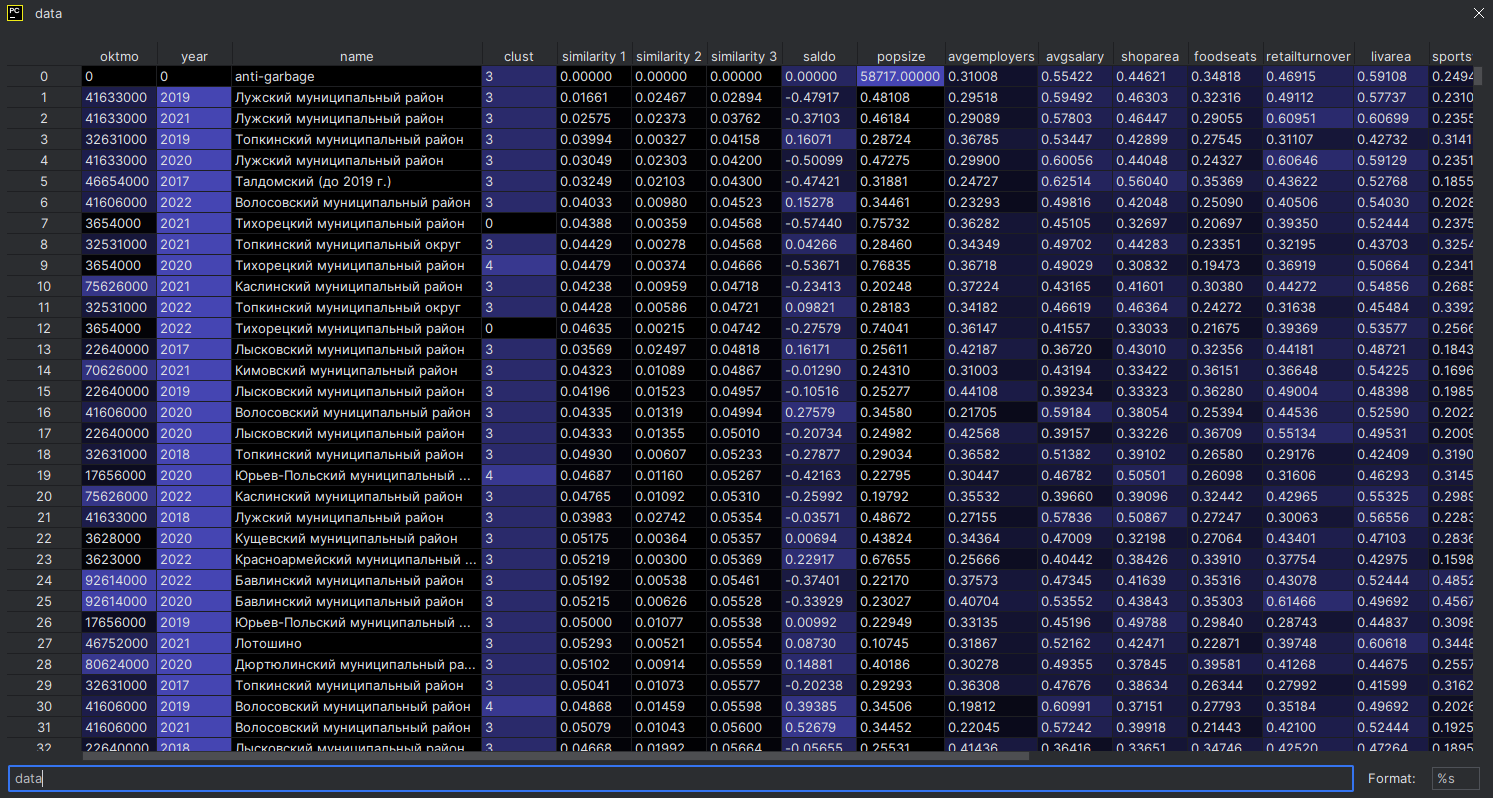 PC data
oktmo year name clust similarity 1 similarity 2 similarity 3 saldo popsize avgemployers avgsalary shoparea foodseats retailturnover livarea sports
0 0 0 anti-garbage 3 0.00000 0.00000 0.00000 0.00000 58717.00000 0.31008 0.55422 0.44621 0.34818 0.46915 0.59108 0.2494
1 41633000 2019 Лужский муниципальный район 3 0.01661 0.02467 0.02894 -0.47917 0.48108 0.29518 0.59492 0.46303 0.32316 0.49112 0.57737 0.2310
2 41633000 2021 Лужский муниципальный район 3 0.02575 0.02373 0.03762 -0.37103 0.46184 0.29089 0.57803 0.46447 0.29055 0.60951 0.60699 0.2355
3 32631000 2019 Топкинский муниципальный район 3 0.03994 0.00327 0.04158 0.16071 0.28724 0.36785 0.53447 0.42899 0.27545 0.31107 0.42732 0.3141
4 41633000 2020 Лужский муниципальный район 3 0.03049 0.02303 0.04200 -0.50099 0.47275 0.29900 0.60056 0.44048 0.24327 0.60646 0.59129 0.2351
5 46654000 2017 Талдомский (до 2019 г.) 3 0.03249 0.02103 0.04300 -0.47421 0.31881 0.24727 0.62514 0.56040 0.35369 0.43622 0.52768 0.1855
6 41606000 2022 Волосовский муниципальный район 3 0.04033 0.00980 0.04523 0.15278 0.34461 0.23293 0.49816 0.42048 0.25090 0.40506 0.54030 0.2028
7 3654000 2021 Тихорецкий муниципальный район 0 0.04388 0.00359 0.04568 -0.57440 0.75732 0.36282 0.45105 0.32697 0.20697 0.39350 0.52444 0.2375
8 32531000 2021 Топкинский муниципальный округ 3 0.04429 0.00278 0.04568 0.04266 0.28460 0.34349 0.49702 0.44283 0.23351 0.32195 0.43703 0.3254
9 3654000 2020 Тихорецкий муниципальный район 4 0.04479 0.00374 0.04666 -0.53671 0.76835 0.36718 0.49029 0.30832 0.19473 0.36919 0.50664 0.2341
10 75626000 2021 Каслинский муниципальный район 3 0.04238 0.00959 0.04718 -0.23413 0.20248 0.37224 0.43165 0.41601 0.30380 0.44272 0.54856 0.2685
11 32531000 2022 Топкинский муниципальный округ 3 0.04428 0.00586 0.04721 0.09821 0.28183 0.34182 0.46619 0.46364 0.24272 0.31638 0.45484 0.3392
12 3654000 2022 Тихорецкий муниципальный район 0 0.04635 0.00215 0.04742 -0.27579 0.74041 0.36147 0.41557 0.33033 0.21675 0.39369 0.53577 0.2566
13 22640000 2017 Лысковский муниципальный район 3 0.03569 0.02497 0.04818 0.16171 0.25611 0.42187 0.36720 0.43010 0.32356 0.44181 0.48721 0.1843
14 70626000 2021 Кимовский муниципальный район 3 0.04323 0.01089 0.04867 -0.01290 0.24310 0.31003 0.43194 0.33422 0.36151 0.36648 0.54225 0.1696
15 22640000 2019 Лысковский муниципальный район 3 0.04196 0.01523 0.04957 -0.10516 0.25277 0.44108 0.39234 0.33323 0.36280 0.49004 0.48398 0.1985
16 41606000 2020 Волосовский муниципальный район 3 0.04335 0.01319 0.04994 0.27579 0.34580 0.21705 0.59184 0.38054 0.25394 0.44536 0.52590 0.2022
17 22640000 2020 Лысковский муниципальный район 3 0.04333 0.01355 0.05010 -0.20734 0.24982 0.42568 0.39157 0.33226 0.36709 0.55134 0.49531 0.2009
18 32631000 2018 Топкинский муниципальный район 3 0.04930 0.00607 0.05233 -0.27877 0.29034 0.36582 0.51382 0.39102 0.26580 0.29176 0.42409 0.3190
19 17656000 2020 Юрьев-Польский муниципальный ... 4 0.04687 0.01160 0.05267 -0.42163 0.22795 0.30447 0.46782 0.50501 0.26098 0.31606 0.46293 0.3145
20 75626000 2022 Каслинский муниципальный район 3 0.04765 0.01092 0.05310 -0.25992 0.19792 0.35532 0.39660 0.39096 0.32442 0.42965 0.55325 0.2989
21 41633000 2018 Лужский муниципальный район 3 0.03983 0.02742 0.05354 -0.03571 0.48672 0.27155 0.57836 0.50867 0.27247 0.30063 0.56556 0.2283
22 3628000 2020 Кущевский муниципальный район 3 0.05175 0.00364 0.05357 0.00694 0.43824 0.34364 0.47009 0.32198 0.27064 0.43401 0.47103 0.2836
23 3623000 2022 Красноармейский муниципальный ... 3 0.05219 0.00300 0.05369 0.22917 0.67655 0.25666 0.40442 0.38426 0.33910 0.37754 0.42975 0.1598
24 92614000 2022 Бавлинский муниципальный район 3 0.05192 0.00538 0.05461 -0.37401 0.22170 0.37573 0.47345 0.41639 0.35316 0.43078 0.52444 0.4852
25 92614000 2020 Бавлинский муниципальный район 3 0.05215 0.00626 0.05528 -0.33929 0.23027 0.40704 0.53552 0.43843 0.35303 0.61466 0.49692 0.4567
26 17656000 2019 Юрьев-Польский муниципальный ... 3 0.05000 0.01077 0.05538 0.00992 0.22949 0.33135 0.45196 0.49788 0.29840 0.28743 0.44837 0.3098
27 46752000 2021 Лотошино 3 0.05293 0.00521 0.05554 0.08730 0.10745 0.31867 0.52162 0.42471 0.22871 0.39748 0.60618 0.3448
28 80624000 2020 Дюртюлинский муниципальный ра... 3 0.05102 0.00914 0.05559 0.14881 0.40186 0.30278 0.49355 0.37845 0.39581 0.41268 0.44675 0.2557
29 32631000 2017 Топкинский муниципальный район 3 0.05041 0.01073 0.05577 -0.20238 0.29293 0.36308 0.47676 0.38634 0.26344 0.27992 0.41599 0.3162
30 41606000 2019 Волосовский муниципальный район 4 0.04868 0.01459 0.05598 0.39385 0.34506 0.19812 0.60991 0.37151 0.27793 0.35184 0.49692 0.2026
31 41606000 2021 Волосовский муниципальный район 3 0.05079 0.01043 0.05600 0.52679 0.34452 0.22045 0.57242 0.39918 0.21443 0.42100 0.52444 0.1925
32 22640000 2018 Лысковский муниципальный район 3 0.04668 0.01992 0.05664 -0.05655 0.25531 0.41436 0.36416 0.33651 0.34746 0.42520 0.47264 0.1895
data Format: %s